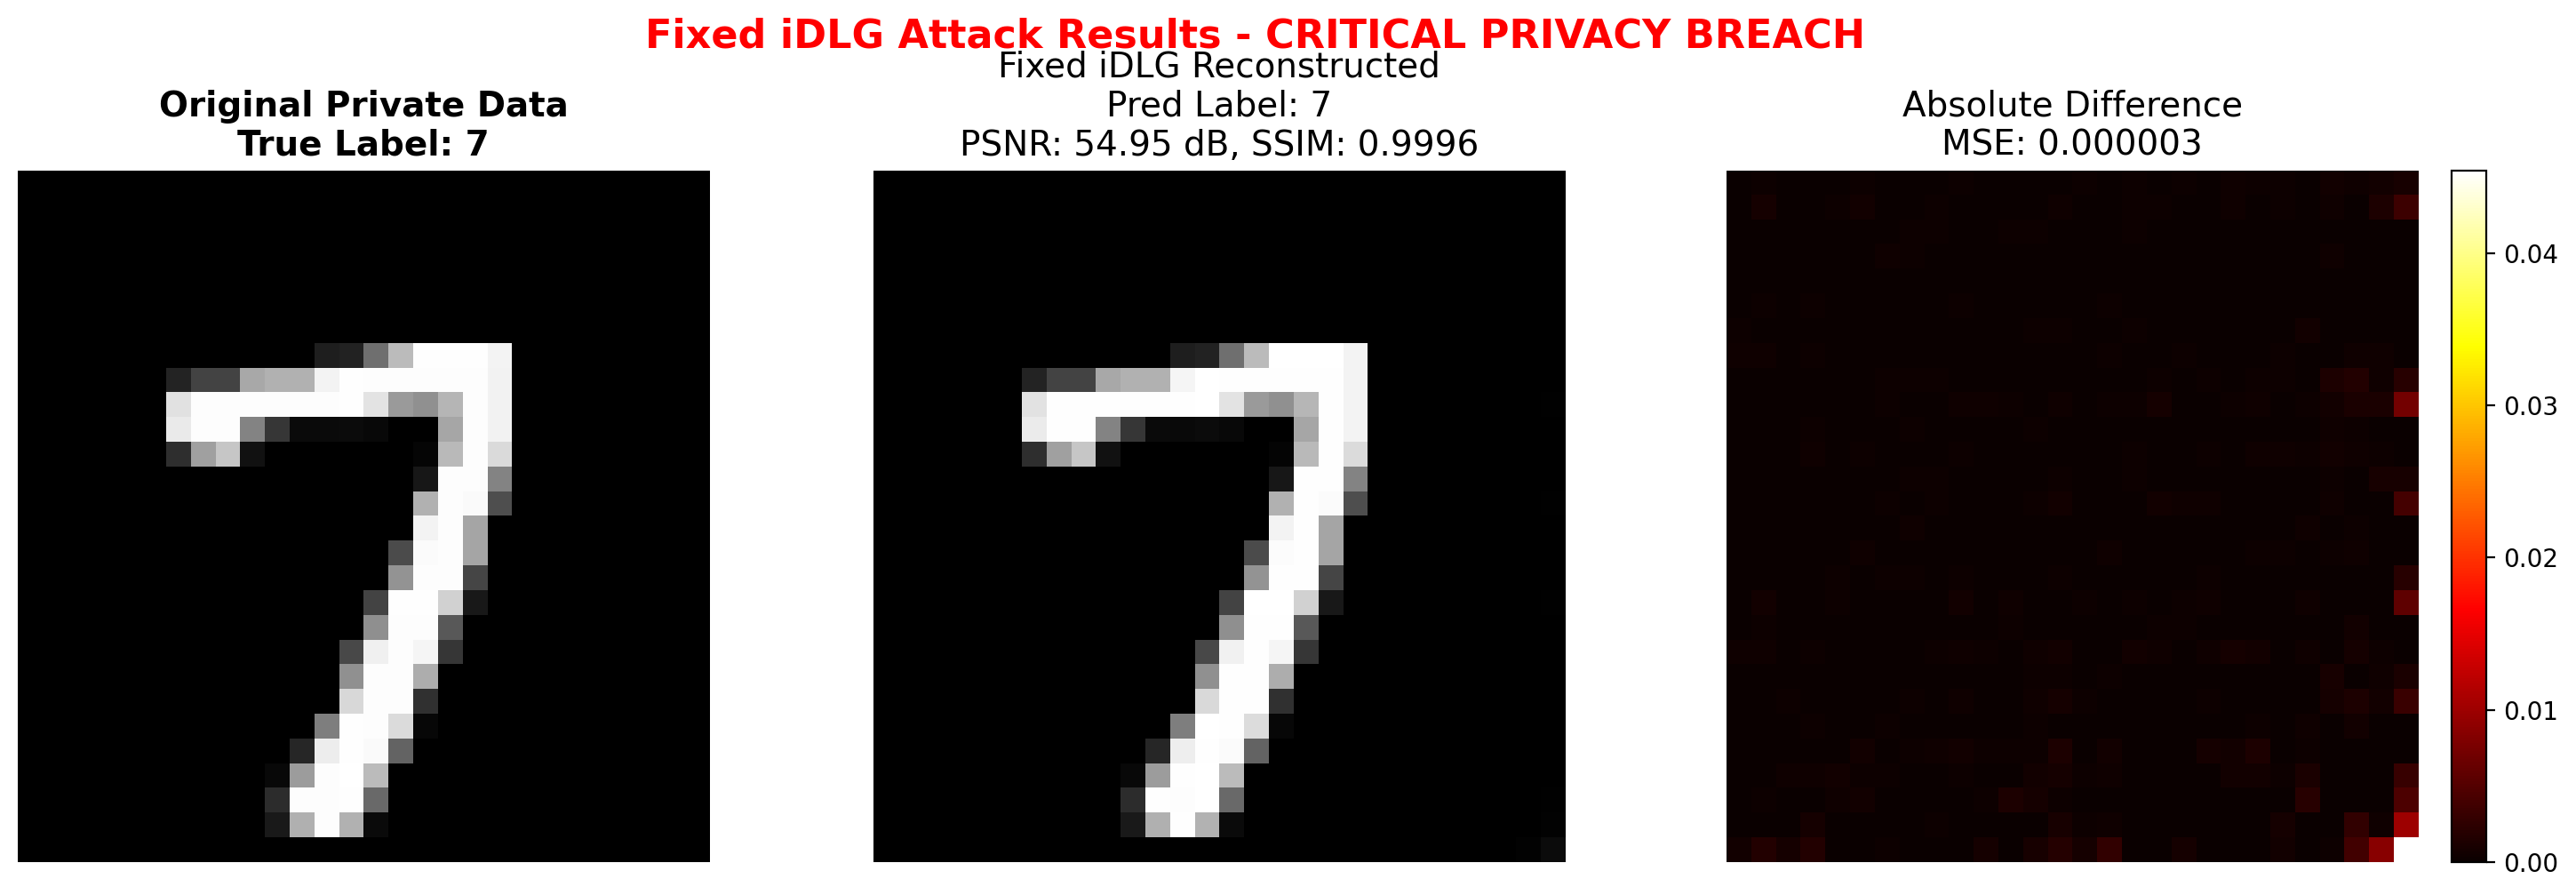 Fixed iDLG Attack Results - CRITICAL PRIVACY BREACH
Original Private Data
True Label: 7
Fixed iDLG Reconstructed
Pred Label: 7
PSNR: 54.95 dB, SSIM: 0.9996
Absolute Difference
MSE: 0.000003
7
7
0.04
0.03
0.02
0.01
0.00